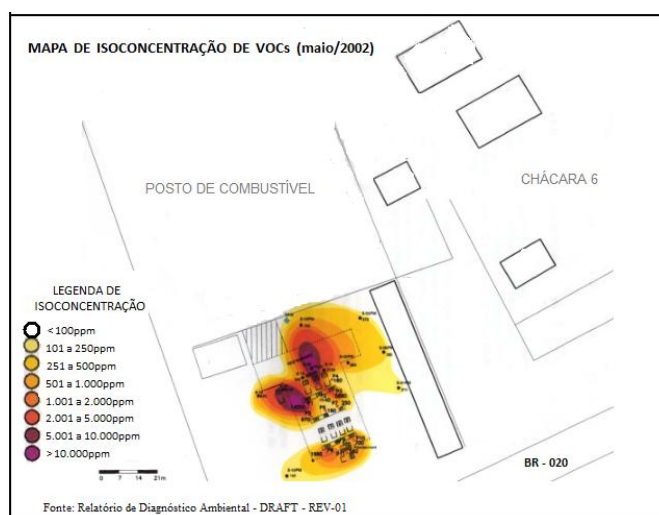 MAPA DE ISOCONCENTRAÇÃO DE VOCs (maio/2002)
POSTO DE COMBUSTÍVEL
CHÁCARA 6
LEGENDA DE
ISOCONCENTRAÇÃO
<100ppm
101 a 250ppm
251 a 500ppm
501 a 1.000ppm
1.001 a 2.000ppm
2.001 a 5.000ppm
5.001 a 10.000ppm
>10.000ppm
0 7 14 21m
BR - 020
Fonte: Relatório de Diagnóstico Ambiental - DRAFT - REV-01